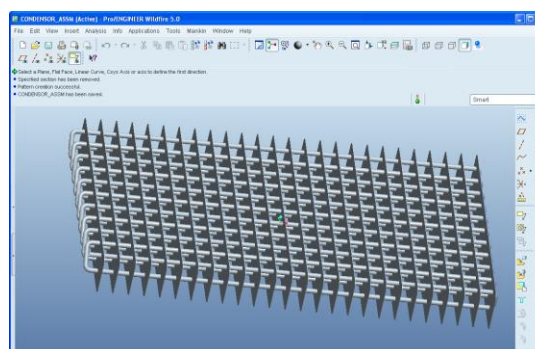 CONDENSOR_ASSM (Active) - Pro/ENGINEER Wildfire 5.0
File Edit View Insert Analysis Info Applications Tools Manikin Window Help
Select a Plane, Flat Face, Linear Curve, Csys Axis or axis to define the first direction.
Specified section has been removed.
Pattern creation successful.
CONDENSOR_ASSM has been saved.
Smart